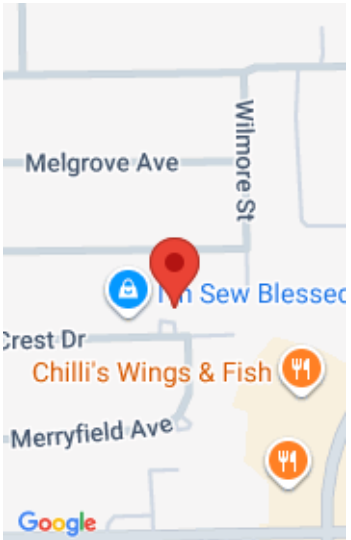 Wilmore St
Melgrove Ave
I'm Sew Blessed
Crest Dr
Chilli's Wings & Fish
Merryfield Ave
Google